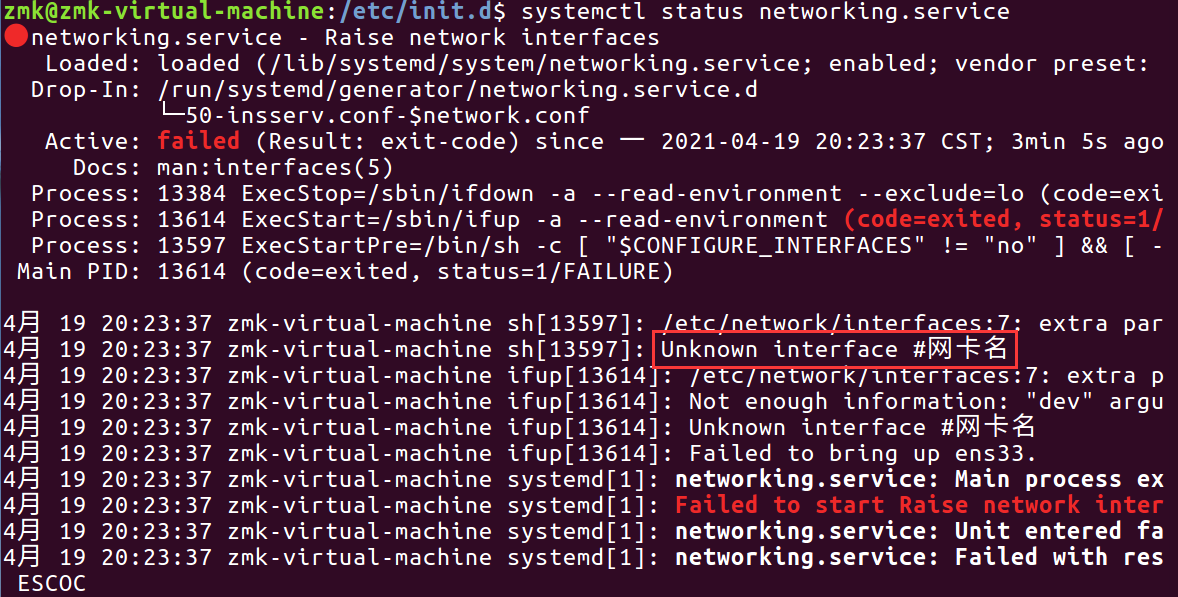 zmk@zmk-virtual-machine:/etc/init.d$ systemctl status networking.service
networking.service - Raise network interfaces
Loaded: loaded (/lib/systemd/system/networking.service; enabled; vendor preset:
Drop-In: /run/systemd/generator/networking.service.d
└─50-insserv.conf-$network.conf
Active: failed (Result: exit-code) since 一 2021-04-19 20:23:37 CST; 3min 5s ago
Docs: man:interfaces(5)
Process: 13384 ExecStop=/sbin/ifdown -a --read-environment --exclude=lo (code=exi
Process: 13614 ExecStart=/sbin/ifup -a --read-environment (code=exited, status=1/
Process: 13597 ExecStartPre=/bin/sh -c [ "$CONFIGURE_INTERFACES" != "no" ] && [ -
Main PID: 13614 (code=exited, status=1/FAILURE)
4月 19 20:23:37 zmk-virtual-machine sh[13597]: /etc/network/interfaces:7: extra par
4月 19 20:23:37 zmk-virtual-machine sh[13597]: Unknown interface #网卡名
4月 19 20:23:37 zmk-virtual-machine ifup[13614]: /etc/network/interfaces:7: extra p
4月 19 20:23:37 zmk-virtual-machine ifup[13614]: Not enough information: "dev" argu
4月 19 20:23:37 zmk-virtual-machine ifup[13614]: Unknown interface #网卡名
4月 19 20:23:37 zmk-virtual-machine ifup[13614]: Failed to bring up ens33.
4月 19 20:23:37 zmk-virtual-machine systemd[1]: networking.service: Main process ex
4月 19 20:23:37 zmk-virtual-machine systemd[1]: Failed to start Raise network inter
4月 19 20:23:37 zmk-virtual-machine systemd[1]: networking.service: Unit entered fa
4月 19 20:23:37 zmk-virtual-machine systemd[1]: networking.service: Failed with res
ESCOC